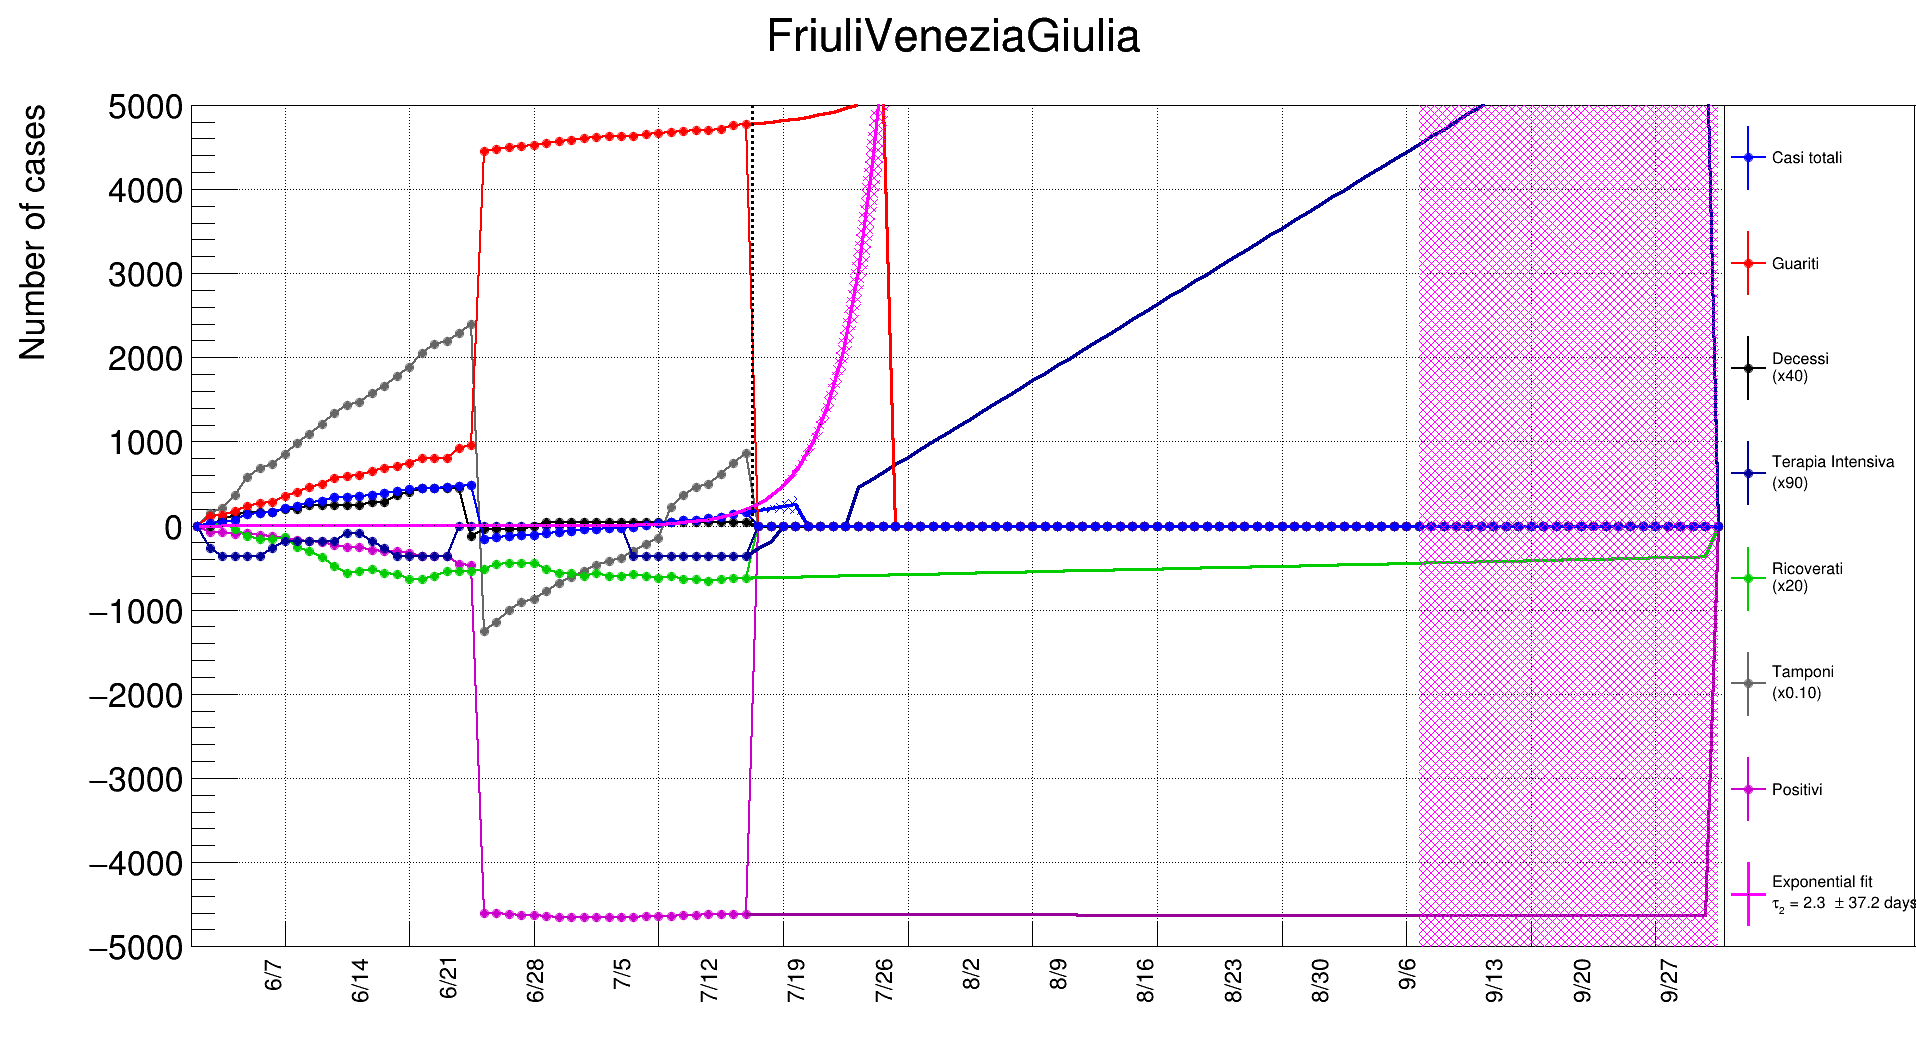 FriuliVeneziaGiulia
Number of cases
5000
4000
3000
2000
1000
0
−1000
−2000
−3000
−4000
−5000
6/7
6/14
6/21
6/28
7/5
7/12
7/19
7/26
8/2
8/9
8/16
8/23
8/30
9/6
9/13
9/20
9/27
Casi totali
Guariti
Decessi
(x40)
Terapia Intensiva
(x90)
Ricoverati
(x20)
Tamponi
(x0.10)
Positivi
Exponential fit
τ2 = 2.3 ± 37.2 days